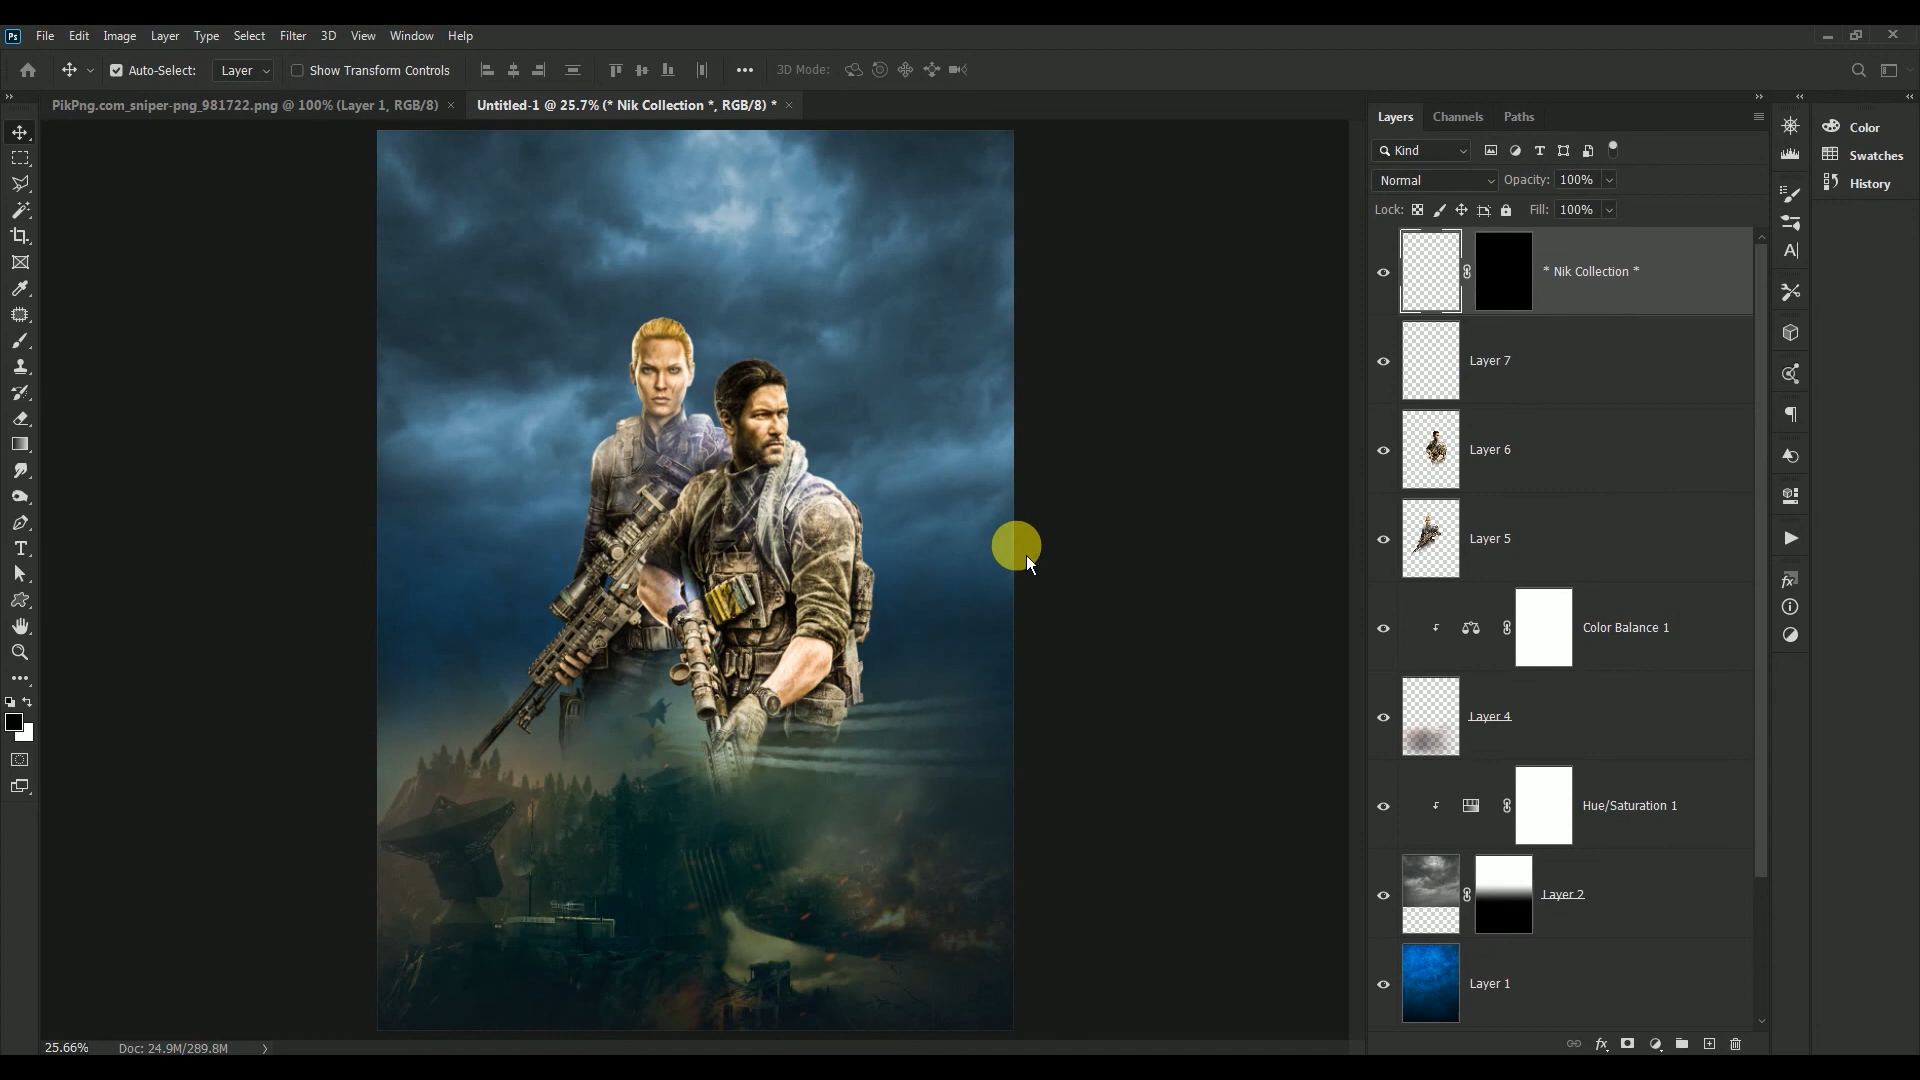 Ps File Edit Image Layer Type Select Filter 3D View Window Help
Auto-Select: Layer Show Transform Controls 3D Mode:
PikPng.com_sniper-png_981722.png @ 100% (Layer 1, RGB/8) × Untitled-1 @ 25.7% (* Nik Collection *, RGB/8) * ×
Layers Channels Paths
Color
Kind
Swatches
Normal Opacity: 100%
History
Lock: Fill: 100%
* Nik Collection *
Layer 7
Layer 6
Layer 5
Color Balance 1
Layer 4
Hue/Saturation 1
Layer 2
Layer 1
25.66% Doc: 24.9M/289.8M